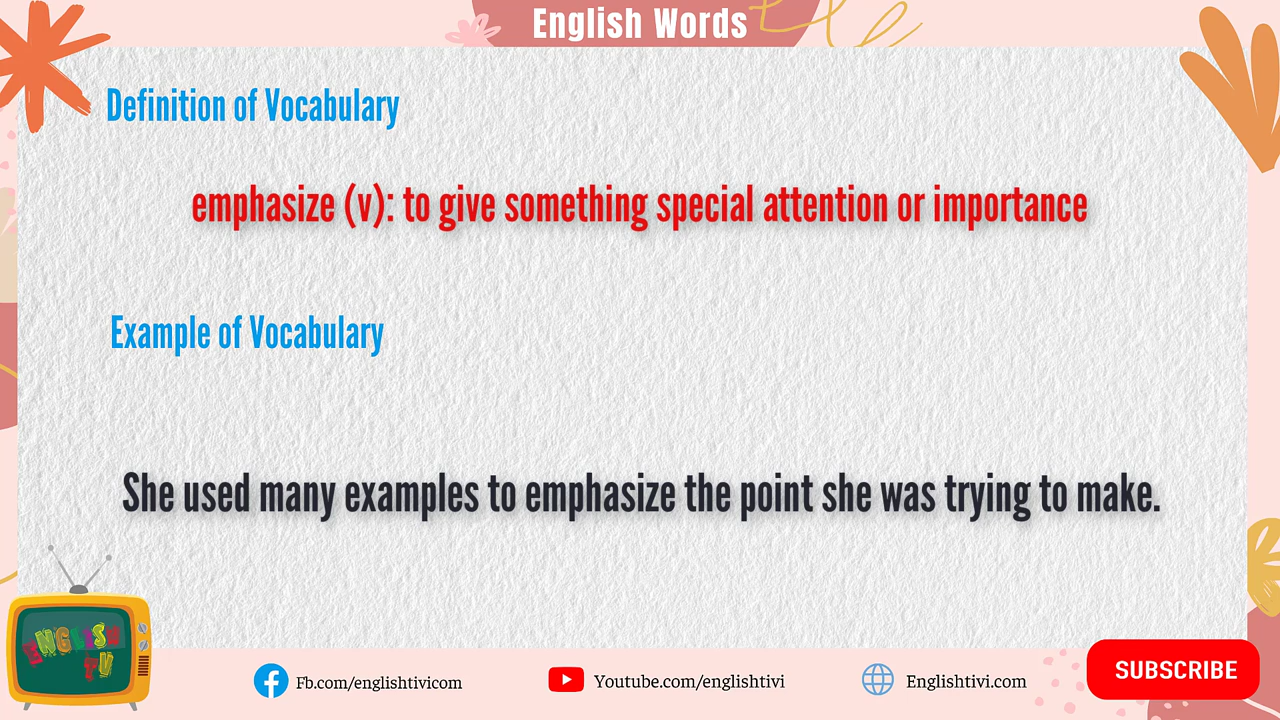 English Words
Definition of Vocabulary
emphasize (v): to give something special attention or importance
Example of Vocabulary
She used many examples to emphasize the point she was trying to make.
ENGLISH
TV
Fb.com/englishtivicom
Youtube.com/englishtivi
Englishtivi.com
SUBSCRIBE